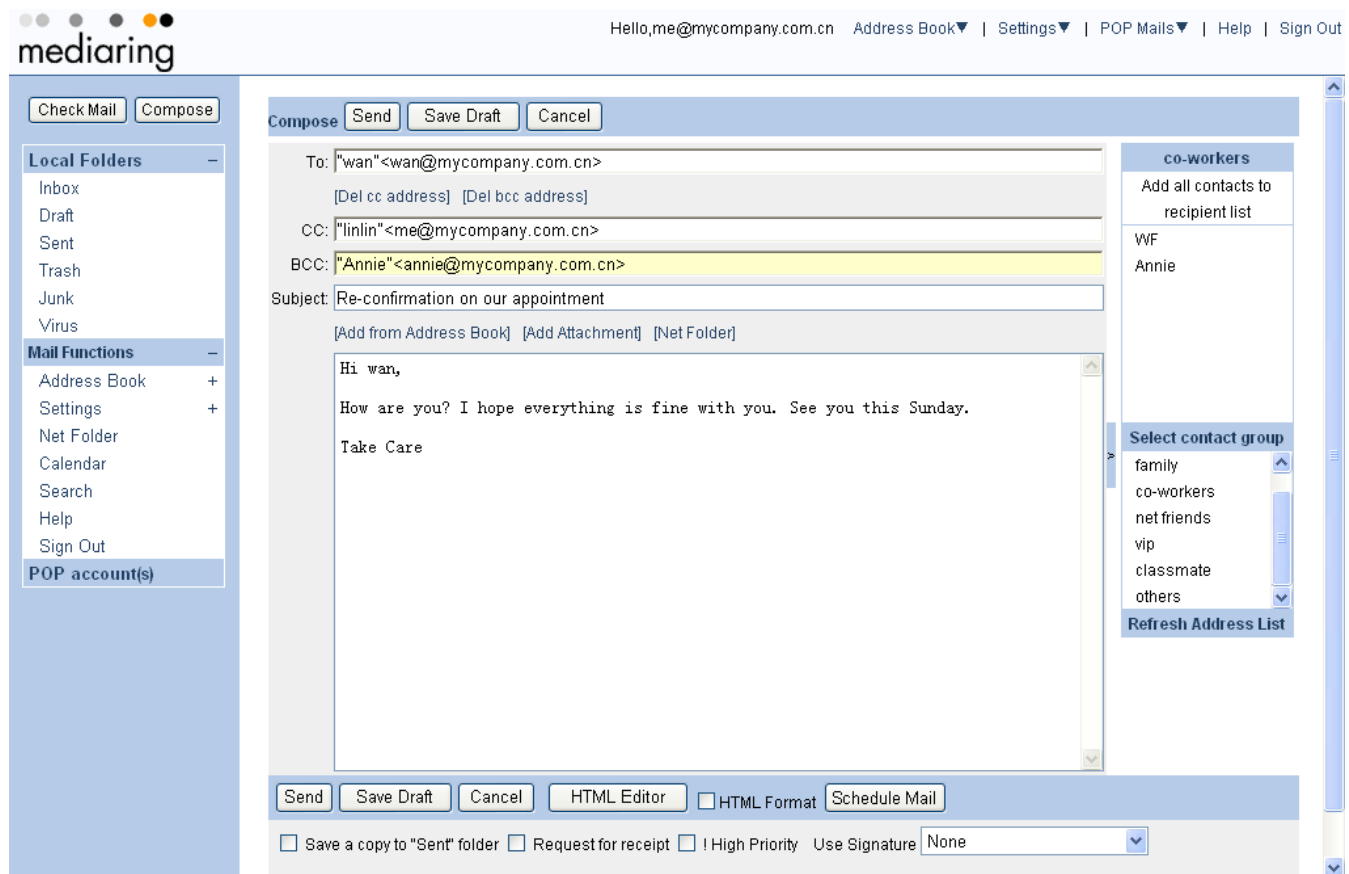 mediaring
Hello,me@mycompany.com.cn Address Book▼ | Settings▼ | POP Mails▼ | Help | Sign Out
Check Mail Compose
Local Folders –
Inbox
Draft
Sent
Trash
Junk
Virus
Mail Functions –
Address Book +
Settings +
Net Folder
Calendar
Search
Help
Sign Out
POP account(s)
Compose Send Save Draft Cancel
To: "wan"<wan@mycompany.com.cn>
[Del cc address] [Del bcc address]
CC: "linlin"<me@mycompany.com.cn>
BCC: "Annie"<annie@mycompany.com.cn>
Subject: Re-confirmation on our appointment
[Add from Address Book] [Add Attachment] [Net Folder]
Hi wan,
How are you? I hope everything is fine with you. See you this Sunday.
Take Care
>
co-workers
Add all contacts to
recipient list
WF
Annie
Select contact group
family
co-workers
net friends
vip
classmate
others
Refresh Address List
Send Save Draft Cancel HTML Editor HTML Format Schedule Mail
Save a copy to "Sent" folder Request for receipt ! High Priority Use Signature None